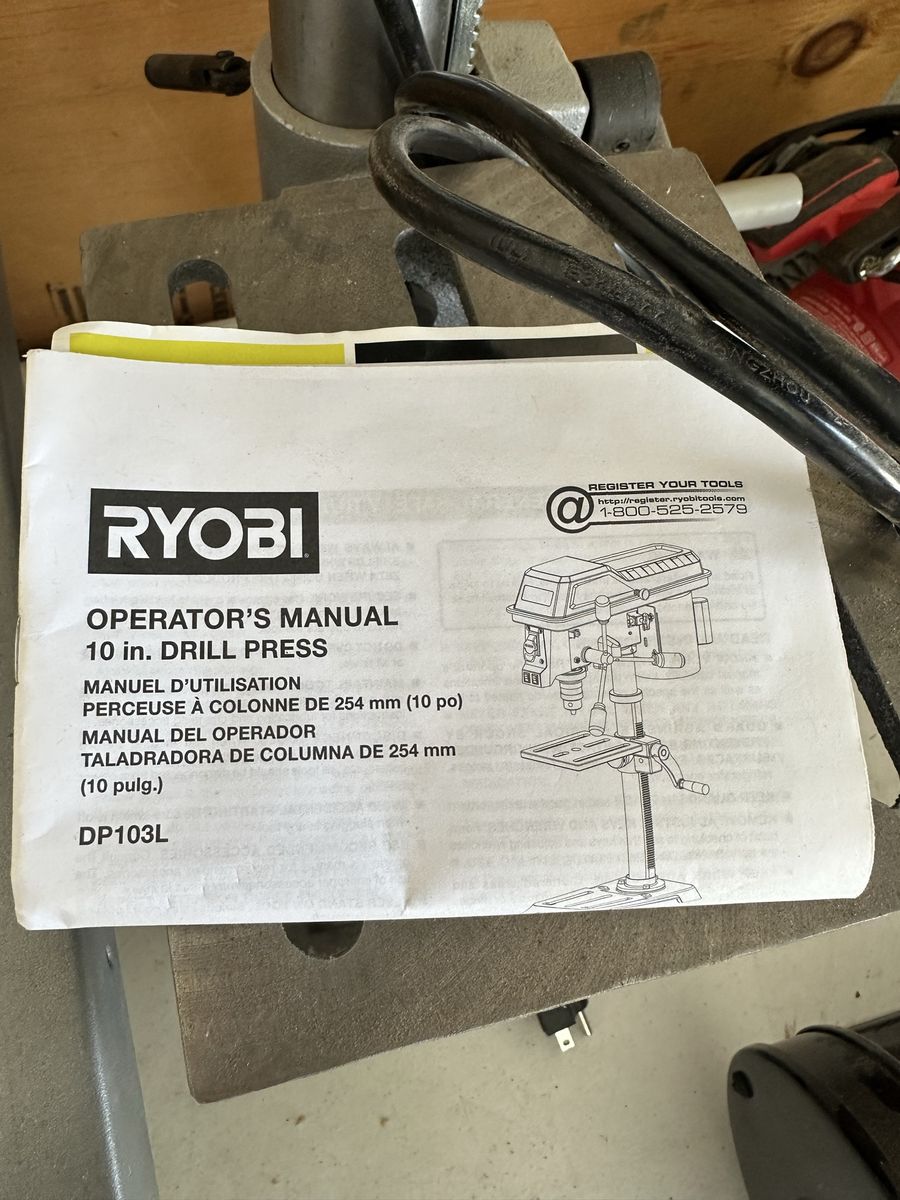 RYOBI
REGISTER YOUR TOOLS
http://register.ryobitools.com
1-800-525-2579
OPERATOR'S MANUAL
10 in. DRILL PRESS
MANUEL D'UTILISATION
PERCEUSE À COLONNE DE 254 mm (10 po)
MANUAL DEL OPERADOR
TALADRADORA DE COLUMNA DE 254 mm
(10 pulg.)
DP103L